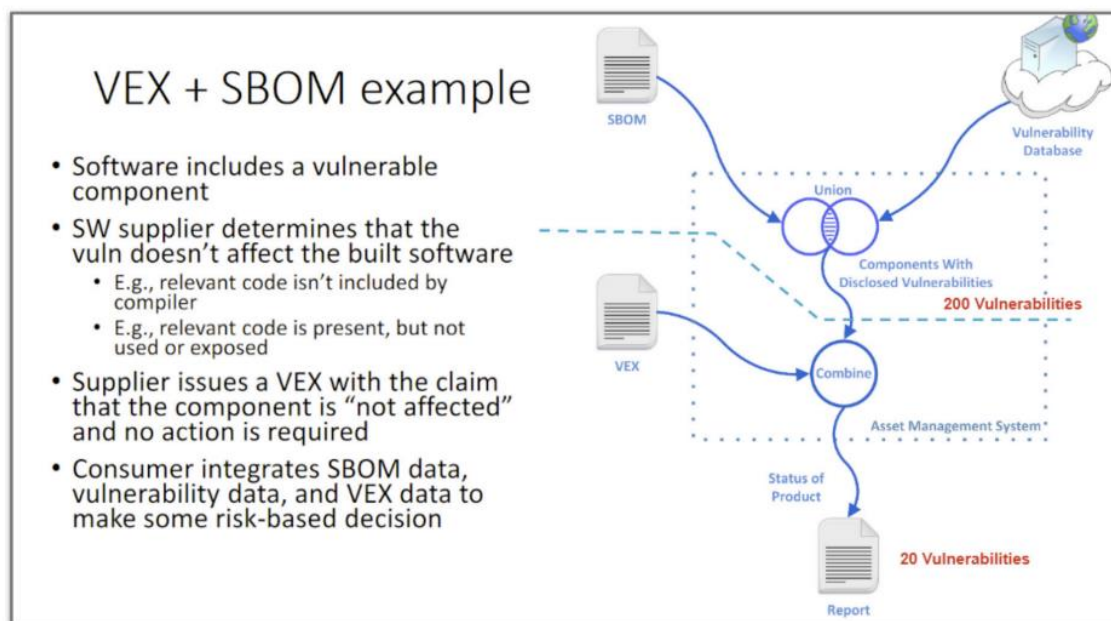 VEX + SBOM example
• Software includes a vulnerable
component
• SW supplier determines that the
vuln doesn't affect the built software
• E.g., relevant code isn't included by
compiler
• E.g., relevant code is present, but not
used or exposed
• Supplier issues a VEX with the claim
that the component is “not affected”
and no action is required
• Consumer integrates SBOM data,
vulnerability data, and VEX data to
make some risk-based decision
SBOM
Vulnerability
Database
Union
Components With
Disclosed Vulnerabilities
200 Vulnerabilities
VEX
Combine
Asset Management System
Status of
Product
20 Vulnerabilities
Report